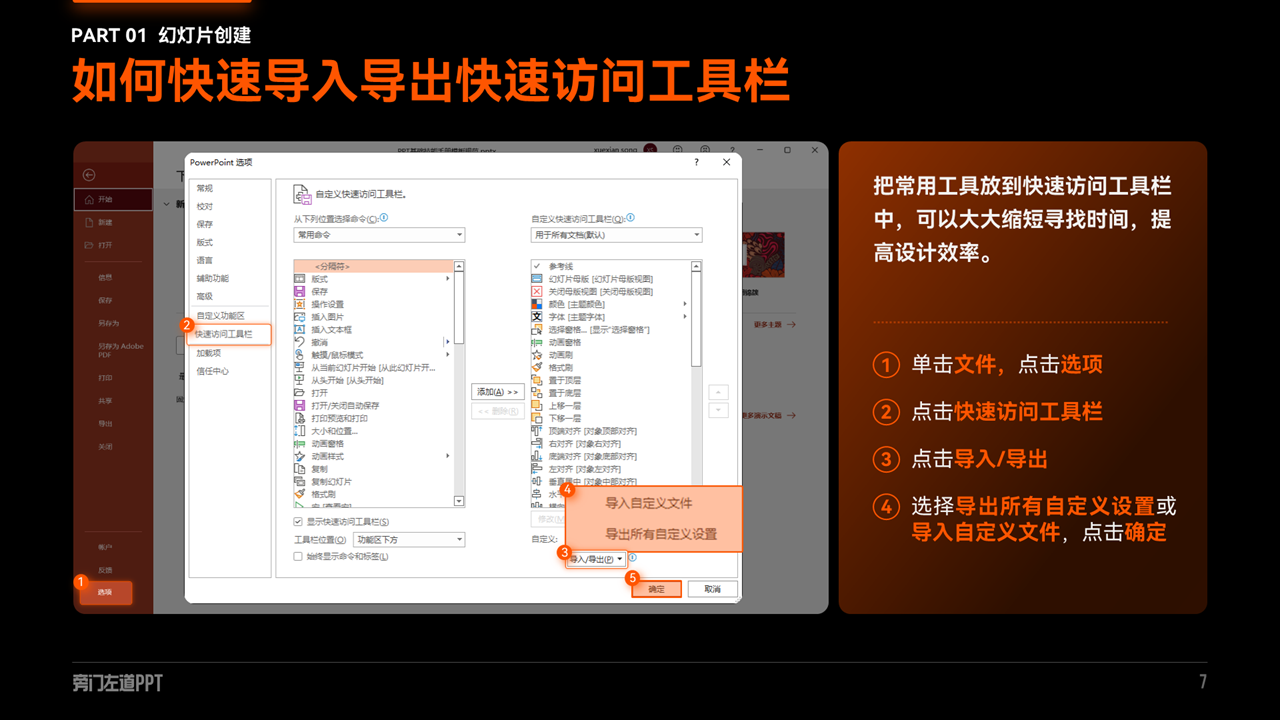 PART 01 幻灯片创建
如何快速导入导出快速访问工具栏
PowerPoint 选项
?
开始
新建
打开
信息
保存
另存为
另存为 Adobe
PDF
打印
共享
导出
关闭
帐户
反馈
1
选项
常规
校对
保存
版式
语言
辅助功能
高级
自定义功能区
2
快速访问工具栏
加载项
信任中心
自定义快速访问工具栏。
从下列位置选择命令(C):
常用命令
<分隔符>
版式
保存
操作设置
插入图片
插入文本框
撤消
触摸/鼠标模式
从当前幻灯片开始 [从此幻灯片开...
从头开始 [从头开始]
打开
打开/关闭自动保存
打印预览和打印
大小和位置...
动画窗格
动画样式
复制
复制幻灯片
格式刷
显示快速访问工具栏(S)
工具栏位置(O) 功能区下方
始终显示命令和标签(L)
添加(A) >>
<< 删除(R)
自定义快速访问工具栏(Q):
用于所有文档(默认)
参考线
幻灯片母版 [幻灯片母版视图]
关闭母版视图 [关闭母版视图]
颜色 [主题颜色]
字体 [主题字体]
选择窗格... [显示"选择窗格"]
动画窗格
动画刷
格式刷
置于顶层
置于底层
上移一层
下移一层
顶端对齐 [对象顶部对齐]
右对齐 [对象右对齐]
底端对齐 [对象底部对齐]
左对齐 [对象左对齐]
垂直居中 [对象中部对齐]
4
导入自定义文件
导出所有自定义设置
自定义:
3
导入/导出(P)
5
确定
取消
更多主题
把常用工具放到快速访问工具栏
中，可以大大缩短寻找时间，提
高设计效率。
1 单击文件，点击选项
2 点击快速访问工具栏
3 点击导入/导出
4 选择导出所有自定义设置或
导入自定义文件，点击确定
旁门左道PPT
7